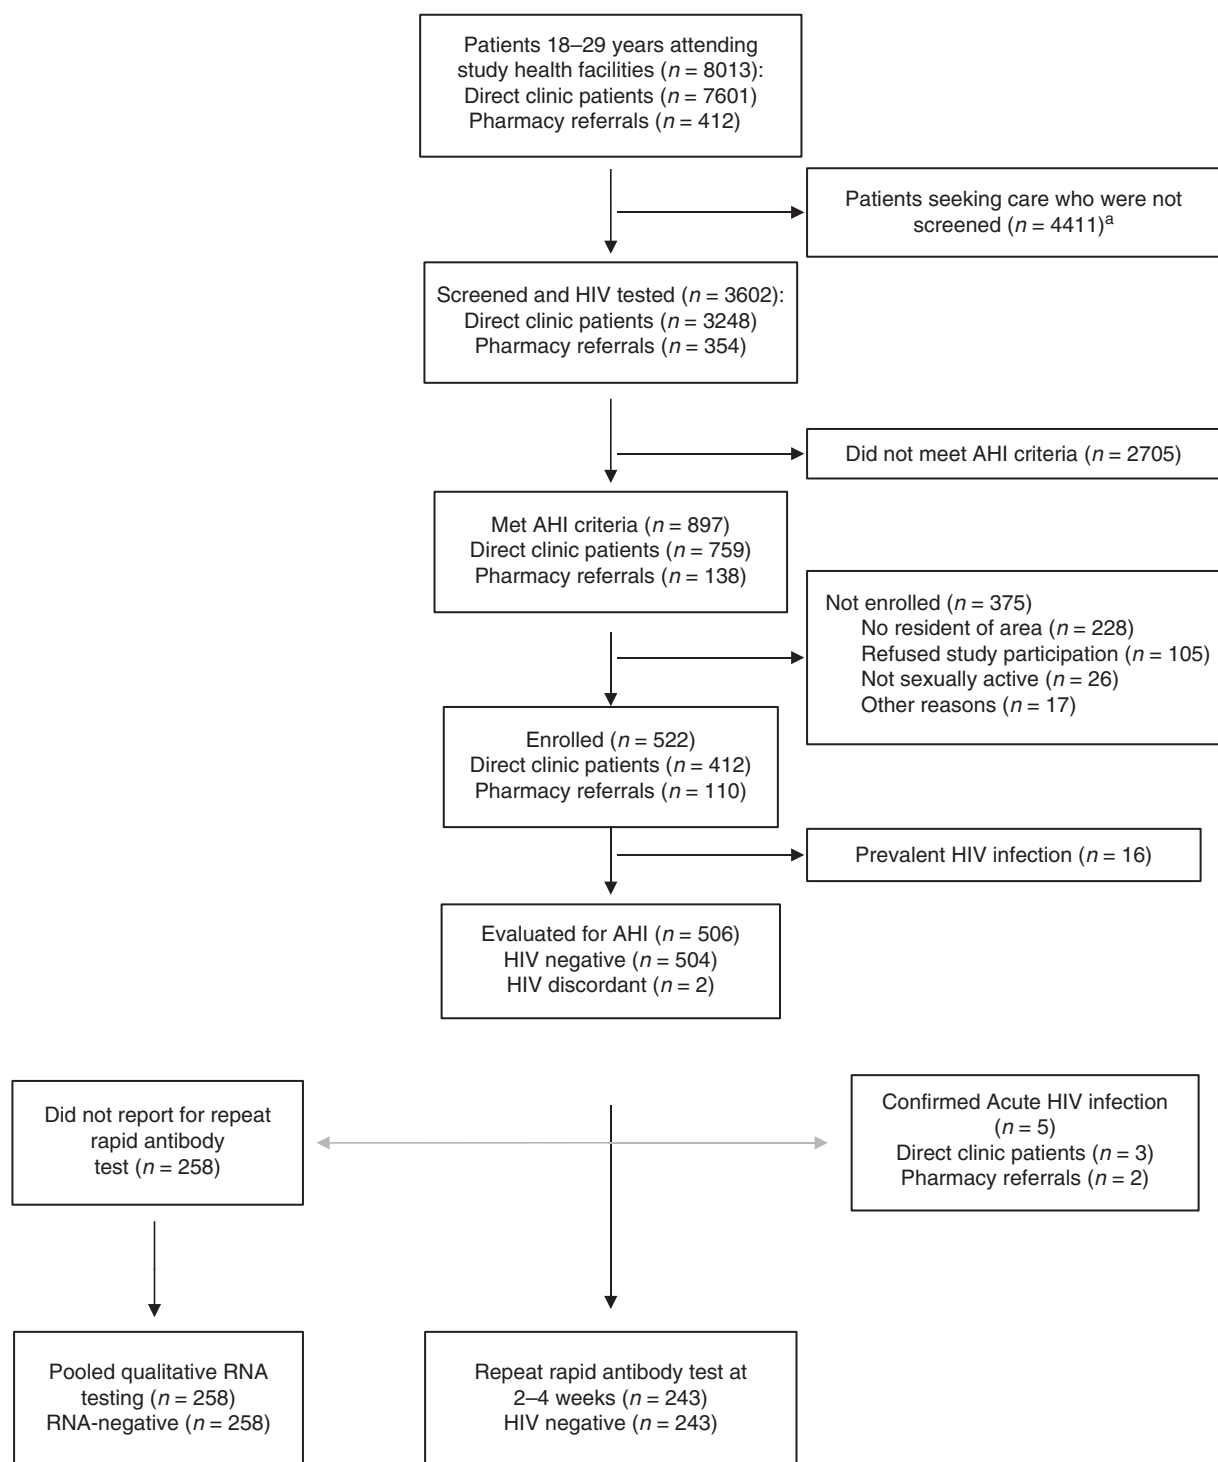 Patients 18–29 years attending
study health facilities (n = 8013):
Direct clinic patients (n = 7601)
Pharmacy referrals (n = 412)
Patients seeking care who were not
screened (n = 4411)a
Screened and HIV tested (n = 3602):
Direct clinic patients (n = 3248)
Pharmacy referrals (n = 354)
Did not meet AHI criteria (n = 2705)
Met AHI criteria (n = 897)
Direct clinic patients (n = 759)
Pharmacy referrals (n = 138)
Not enrolled (n = 375)
No resident of area (n = 228)
Refused study participation (n = 105)
Not sexually active (n = 26)
Other reasons (n = 17)
Enrolled (n = 522)
Direct clinic patients (n = 412)
Pharmacy referrals (n = 110)
Prevalent HIV infection (n = 16)
Evaluated for AHI (n = 506)
HIV negative (n = 504)
HIV discordant (n = 2)
Did not report for repeat
rapid antibody
test (n = 258)
Confirmed Acute HIV infection
(n = 5)
Direct clinic patients (n = 3)
Pharmacy referrals (n = 2)
Pooled qualitative RNA
testing (n = 258)
RNA-negative (n = 258)
Repeat rapid antibody test at
2–4 weeks (n = 243)
HIV negative (n = 243)